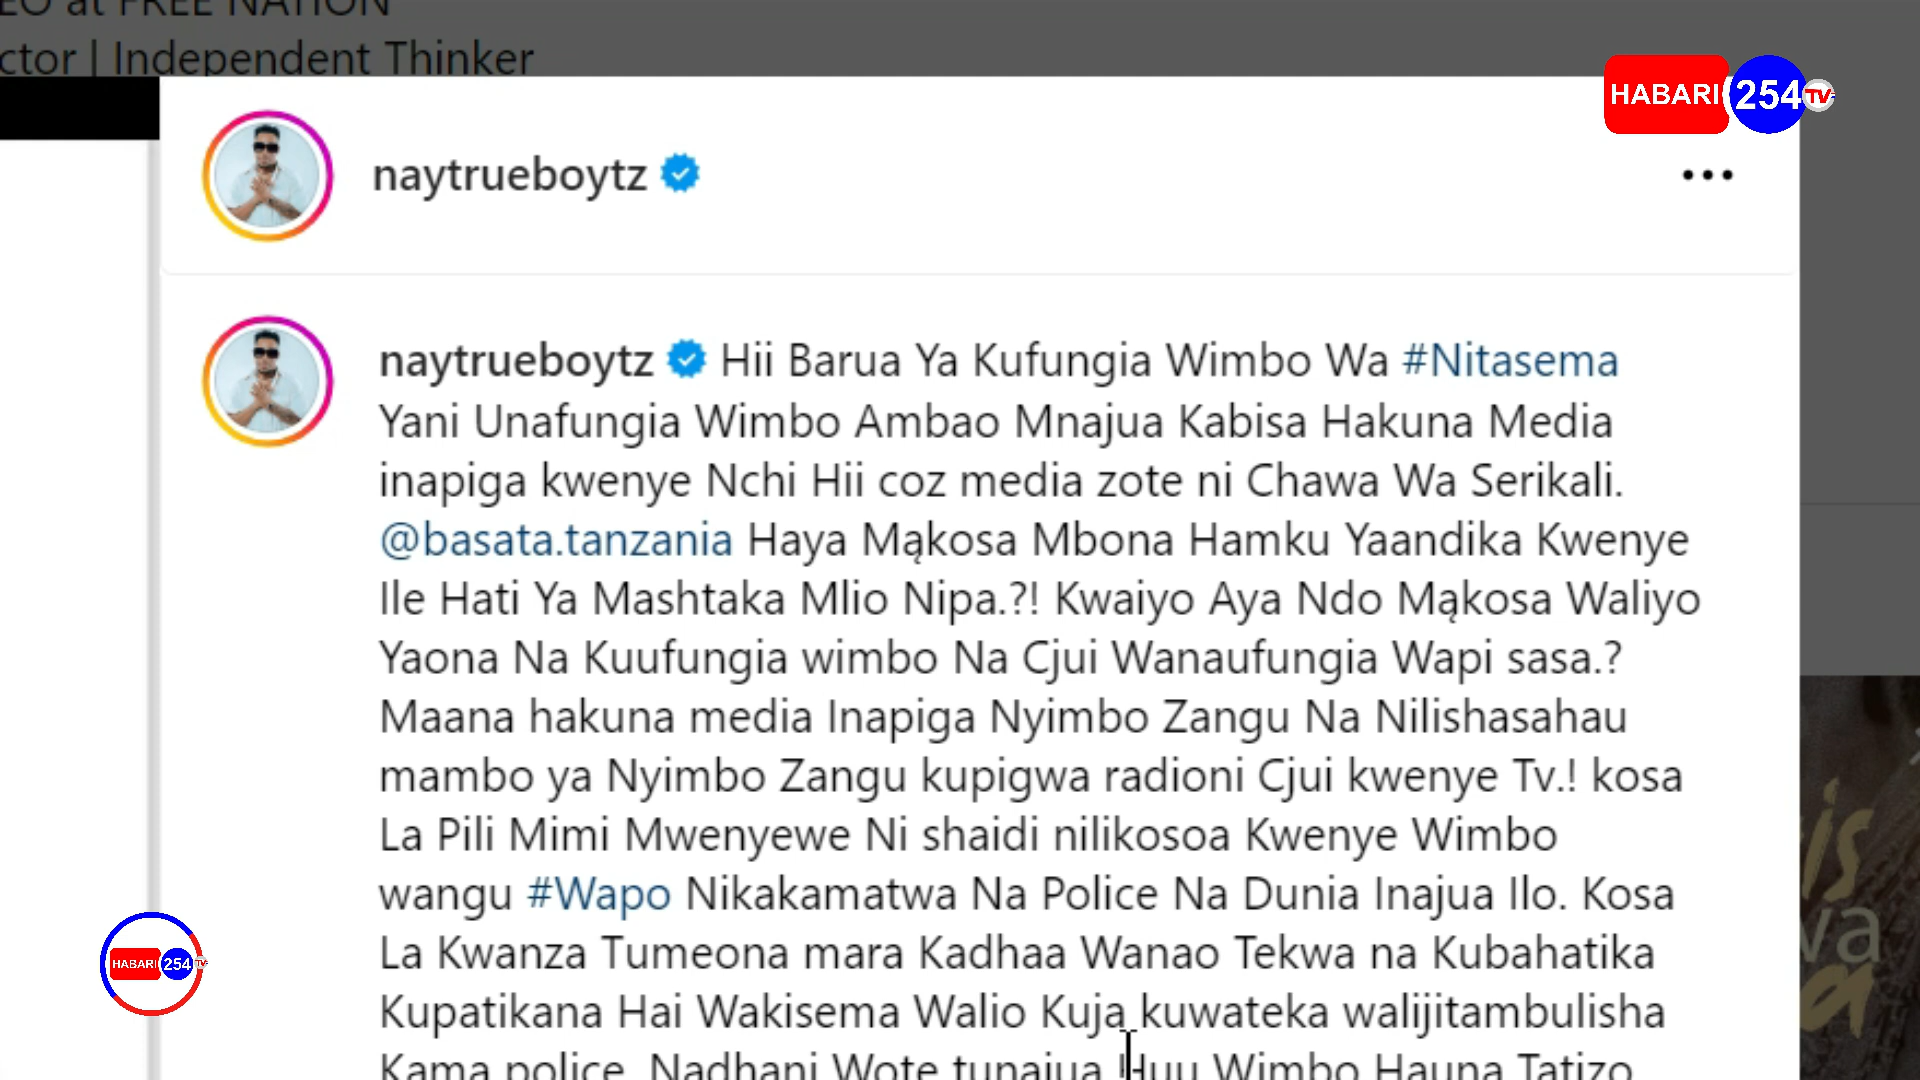 EO at FREE NATION
ctor | Independent Thinker
HABARI 254 TV
naytrueboytz
•••
naytrueboytz Hii Barua Ya Kufungia Wimbo Wa #Nitasema
Yani Unafungia Wimbo Ambao Mnajua Kabisa Hakuna Media
inapiga kwenye Nchi Hii coz media zote ni Chawa Wa Serikali.
@basata.tanzania Haya Mąkosa Mbona Hamku Yaandika Kwenye
Ile Hati Ya Mashtaka Mlio Nipa.?! Kwaiyo Aya Ndo Mąkosa Waliyo
Yaona Na Kuufungia wimbo Na Cjui Wanaufungia Wapi sasa.?
Maana hakuna media Inapiga Nyimbo Zangu Na Nilishasahau
mambo ya Nyimbo Zangu kupigwa radioni Cjui kwenye Tv.! kosa
La Pili Mimi Mwenyewe Ni shaidi nilikosoa Kwenye Wimbo
wangu #Wapo Nikakamatwa Na Police Na Dunia Inajua Ilo. Kosa
La Kwanza Tumeona mara Kadhaa Wanao Tekwa na Kubahatika
Kupatikana Hai Wakisema Walio Kuja kuwateka walijitambulisha
Kama police. Nadhani Wote tunajua Huu Wimbo Hauna Tatizo
HABARI 254 TV